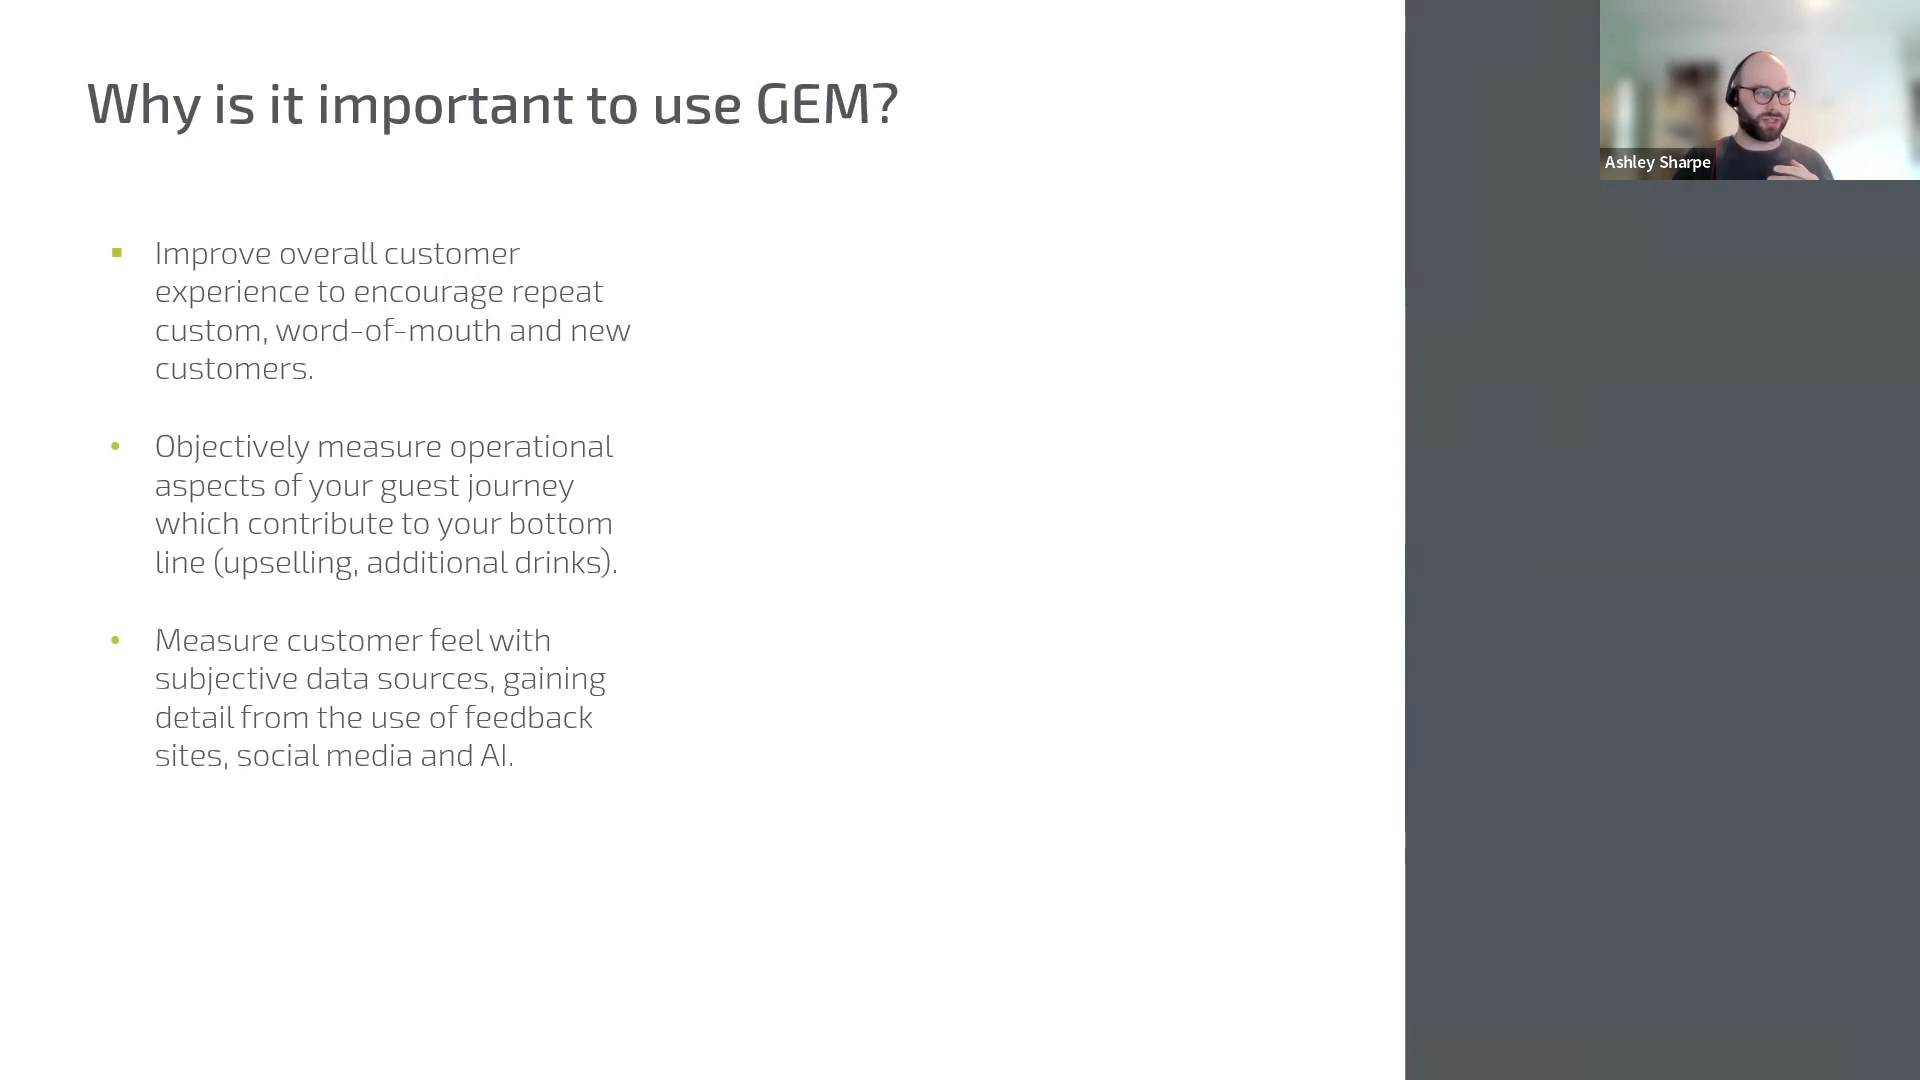 Why is it important to use GEM?
Improve overall customer
experience to encourage repeat
custom, word-of-mouth and new
customers.
Objectively measure operational
aspects of your guest journey
which contribute to your bottom
line (upselling, additional drinks).
Measure customer feel with
subjective data sources, gaining
detail from the use of feedback
sites, social media and AI.
Ashley Sharpe